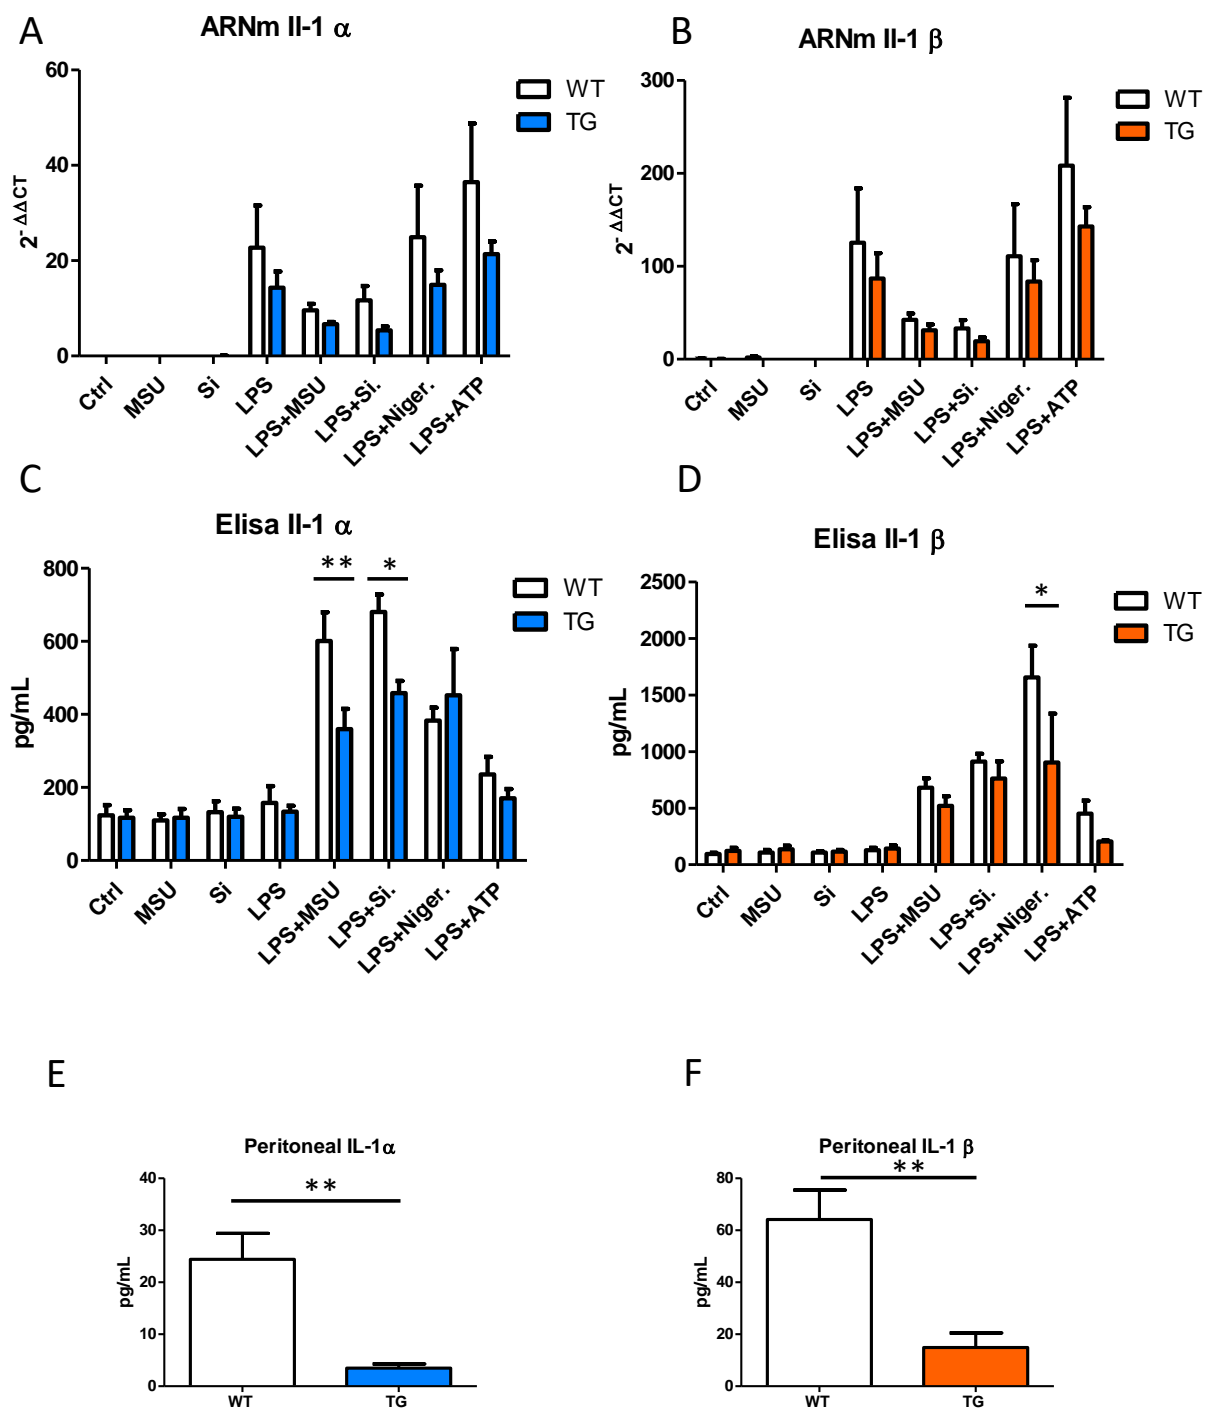 A
ARNm II-1 α
60
40
20
0
2^-ΔΔCT
WT
TG
Ctrl
MSU
Si
LPS
LPS+MSU
LPS+Si.
LPS+Niger.
LPS+ATP
B
ARNm II-1 β
300
200
100
0
2^-ΔΔCT
WT
TG
Ctrl
MSU
Si
LPS
LPS+MSU
LPS+Si.
LPS+Niger.
LPS+ATP
C
Elisa II-1 α
800
600
400
200
0
pg/mL
**
*
WT
TG
Ctrl
MSU
Si
LPS
LPS+MSU
LPS+Si.
LPS+Niger.
LPS+ATP
D
Elisa II-1 β
2500
2000
1500
1000
500
0
pg/mL
*
WT
TG
Ctrl
MSU
Si
LPS
LPS+MSU
LPS+Si.
LPS+Niger.
LPS+ATP
E
Peritoneal IL-1α
40
30
20
10
0
pg/mL
**
WT
TG
F
Peritoneal IL-1 β
80
60
40
20
0
pg/mL
**
WT
TG